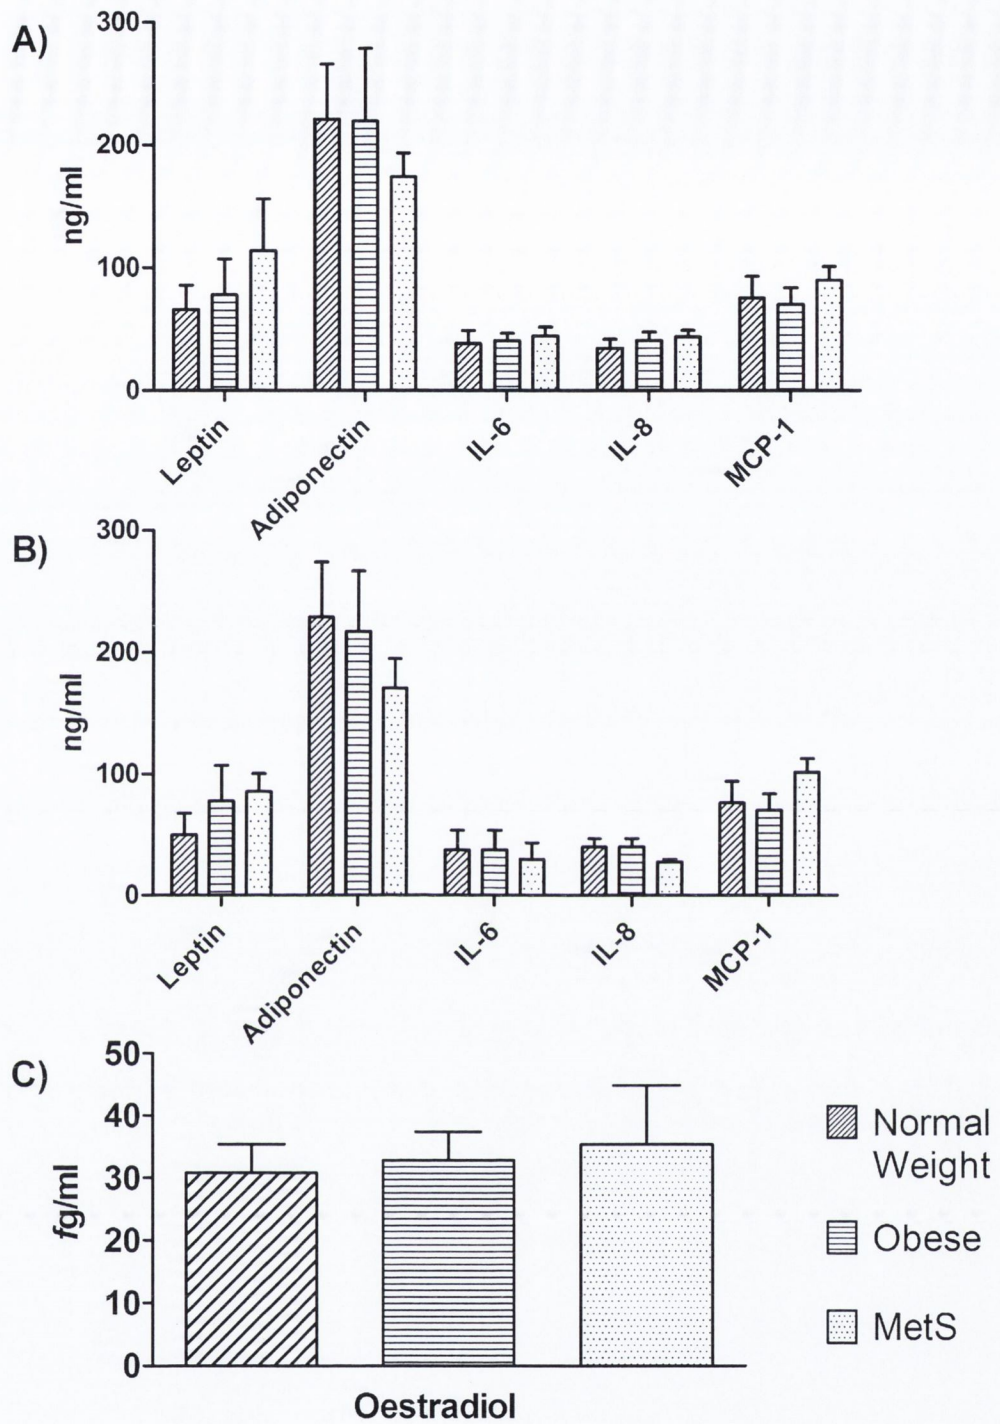 A)
300
200
100
0
ng/ml
Leptin
Adiponectin
IL-6
IL-8
MCP-1
B)
300
200
100
0
ng/ml
Leptin
Adiponectin
IL-6
IL-8
MCP-1
C)
50
40
30
20
10
0
fg/ml
Oestradiol
Normal
Weight
Obese
MetS